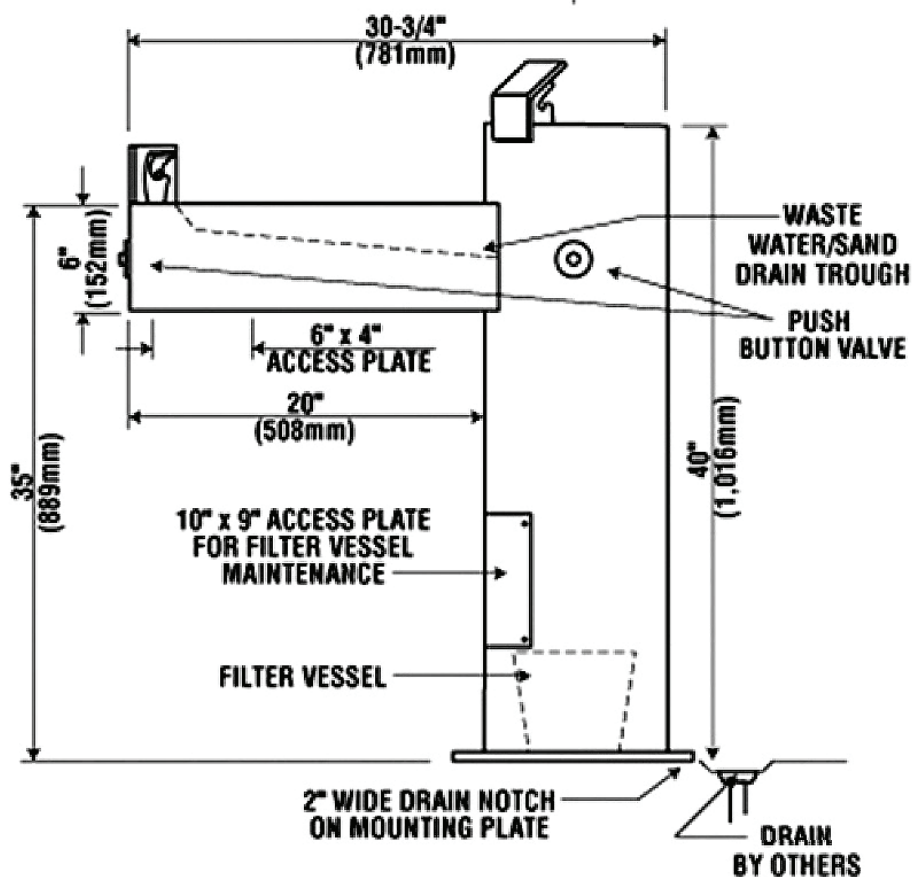 30-3/4"
(781mm)
WASTE
WATER/SAND
DRAIN TROUGH
6"
(152mm)
PUSH
BUTTON VALVE
6" x 4"
ACCESS PLATE
20"
(508mm)
35"
(889mm)
40"
(1,016mm)
10" x 9" ACCESS PLATE
FOR FILTER VESSEL
MAINTENANCE
FILTER VESSEL
2" WIDE DRAIN NOTCH
ON MOUNTING PLATE
DRAIN
BY OTHERS